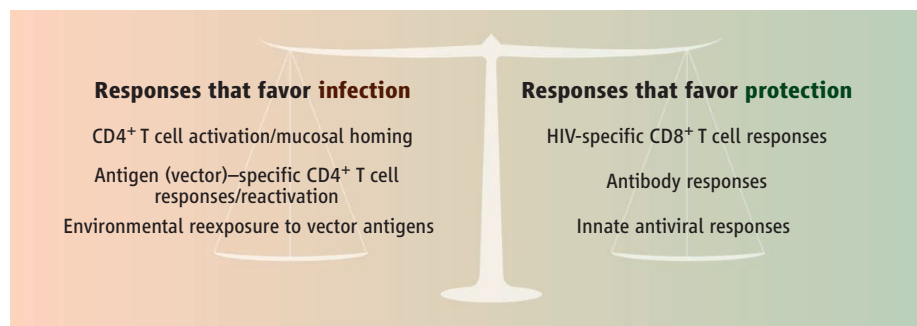 Responses that favor infection
CD4+ T cell activation/mucosal homing
Antigen (vector)–specific CD4+ T cell
responses/reactivation
Environmental reexposure to vector antigens
Responses that favor protection
HIV-specific CD8+ T cell responses
Antibody responses
Innate antiviral responses